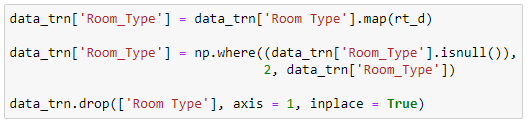 data_trn['Room_Type'] = data_trn['Room Type'].map(rt_d)
data_trn['Room_Type'] = np.where((data_trn['Room_Type'].isnull()),
2, data_trn['Room_Type'])
data_trn.drop(['Room Type'], axis = 1, inplace = True)